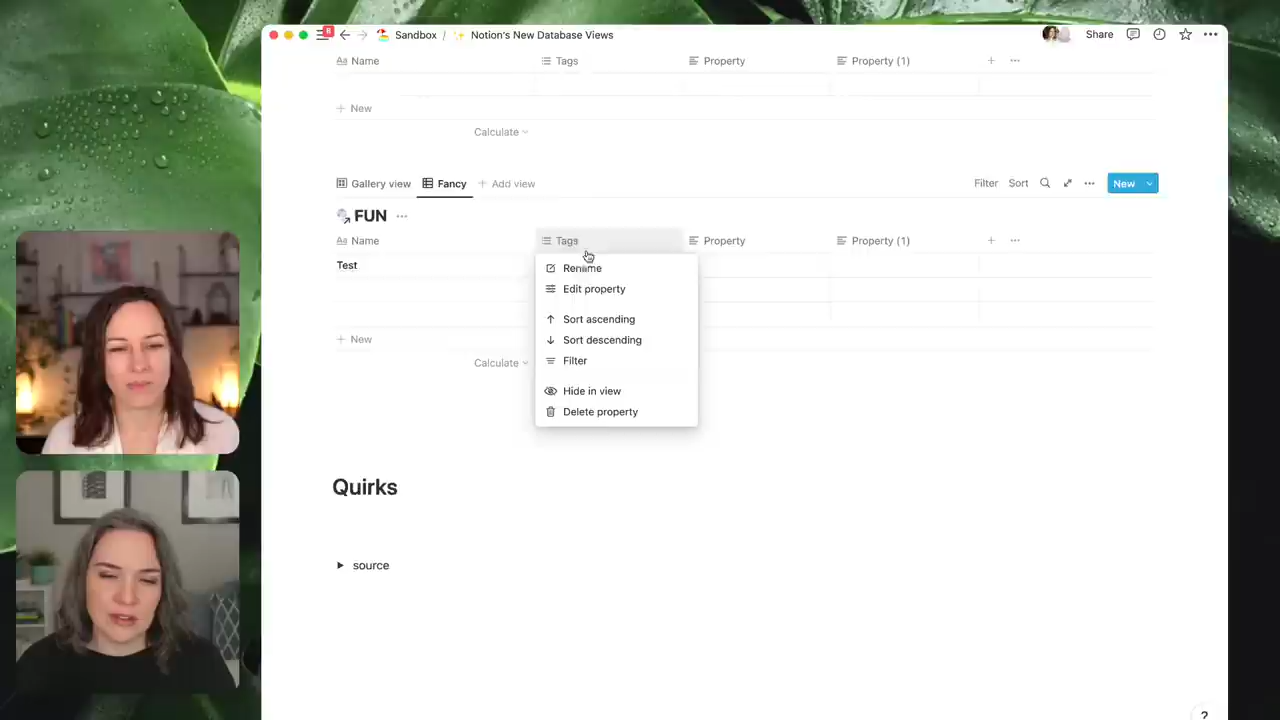 8
Sandbox / Notion's New Database Views Share
Name Tags Property Property (1)
New
Calculate
Gallery view Fancy Add view Filter Sort New
FUN
Name Tags Property Property (1)
Test
Rename
Edit property
Sort ascending
Sort descending
Filter
Hide in view
Delete property
New
Calculate
Quirks
source
?